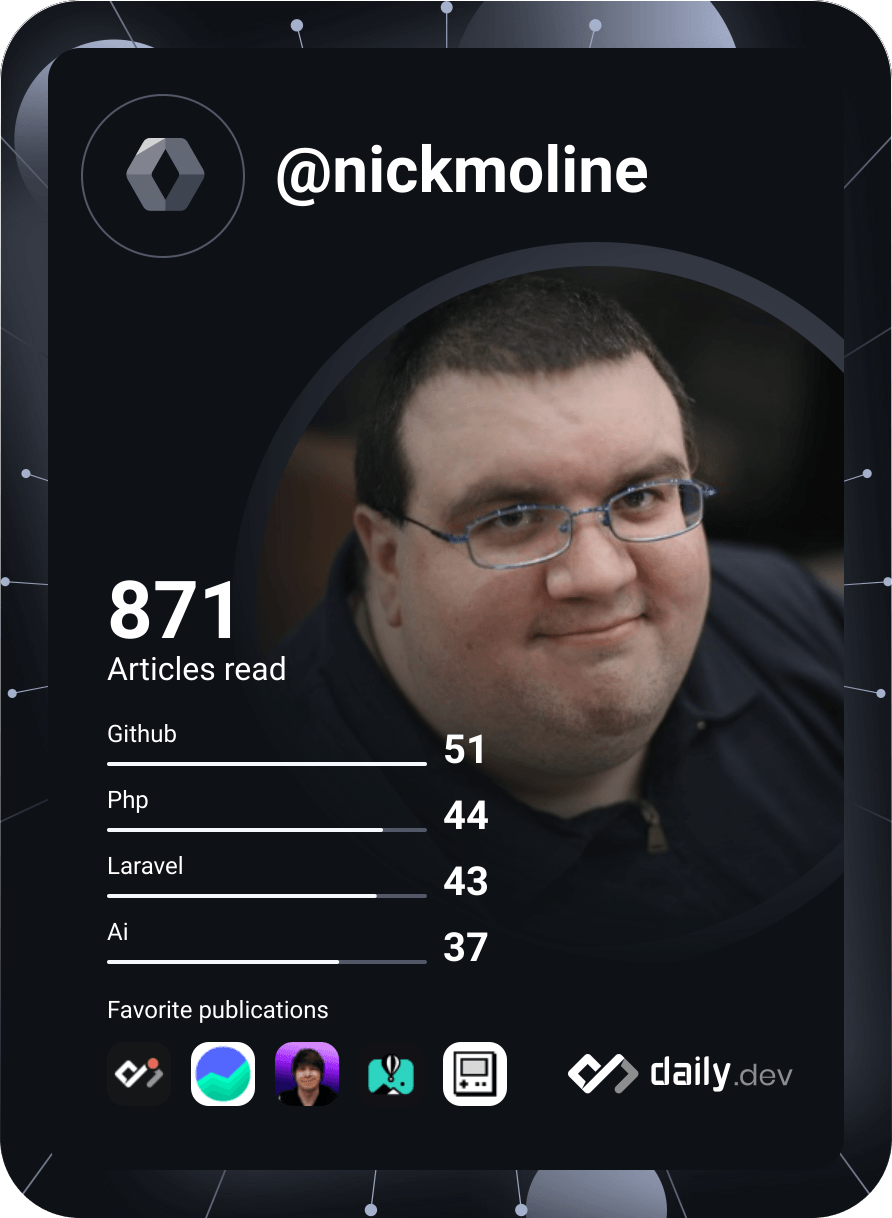 @nickmoline
871
Articles read
Github
51
Php
44
Laravel
43
Ai
37
Favorite publications
daily.dev